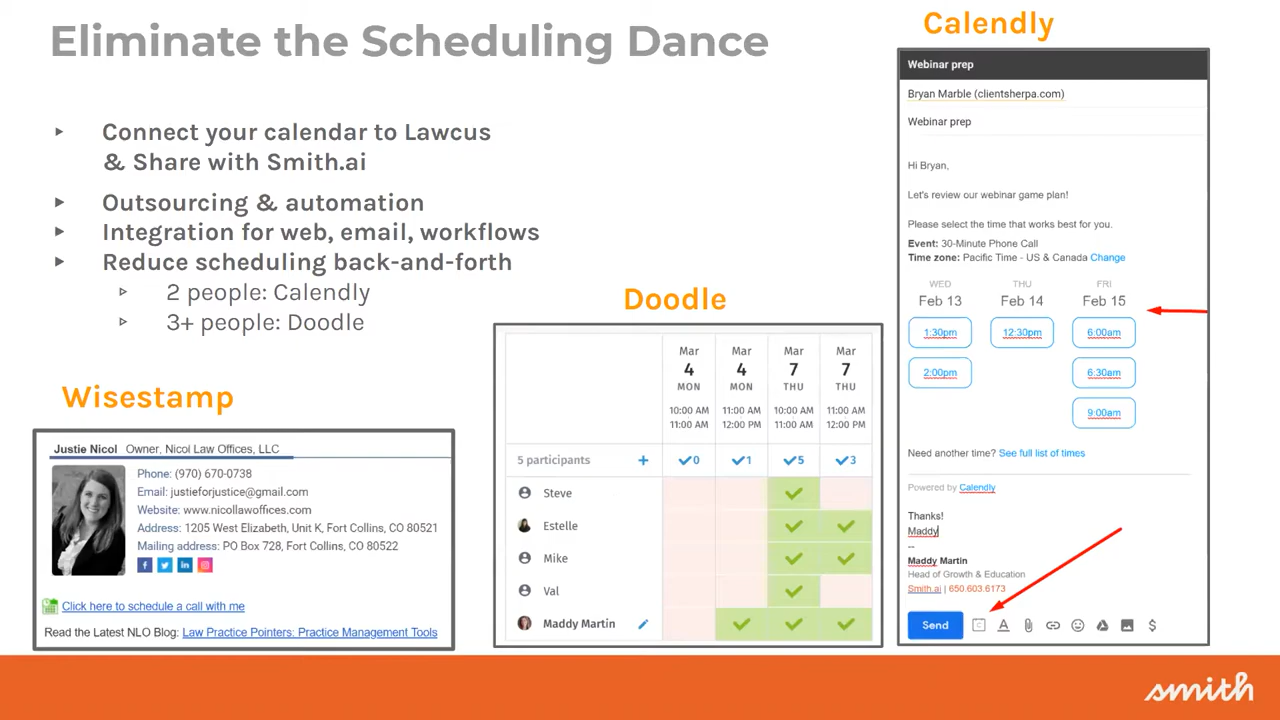 Eliminate the Scheduling Dance
Connect your calendar to Lawcus
& Share with Smith.ai
Outsourcing & automation
Integration for web, email, workflows
Reduce scheduling back-and-forth
2 people: Calendly
3+ people: Doodle
Wisestamp
Justie Nicol Owner, Nicol Law Offices, LLC
Phone: (970) 670-0738
Email: justieforjustice@gmail.com
Website: www.nicollawoffices.com
Address: 1205 West Elizabeth, Unit K, Fort Collins, CO 80521
Mailing address: PO Box 728, Fort Collins, CO 80522
Click here to schedule a call with me
Read the Latest NLO Blog: Law Practice Pointers: Practice Management Tools
Doodle
Mar Mar Mar Mar
4 4 7 7
MON MON THU THU
10:00 AM 11:00 AM 10:00 AM 11:00 AM
11:00 AM 12:00 PM 11:00 AM 12:00 PM
5 participants + 0 1 5 3
Steve
Estelle
Mike
Val
Maddy Martin
Calendly
Webinar prep
Bryan Marble (clientsherpa.com)
Webinar prep
Hi Bryan,
Let's review our webinar game plan!
Please select the time that works best for you.
Event: 30-Minute Phone Call
Time zone: Pacific Time - US & Canada Change
WED THU FRI
Feb 13 Feb 14 Feb 15
1:30pm 12:30pm 6:00am
2:00pm 6:30am
9:00am
Need another time? See full list of times
Powered by Calendly
Thanks!
Maddy
--
Maddy Martin
Head of Growth & Education
Smith.ai | 650.603.6173
Send
smith